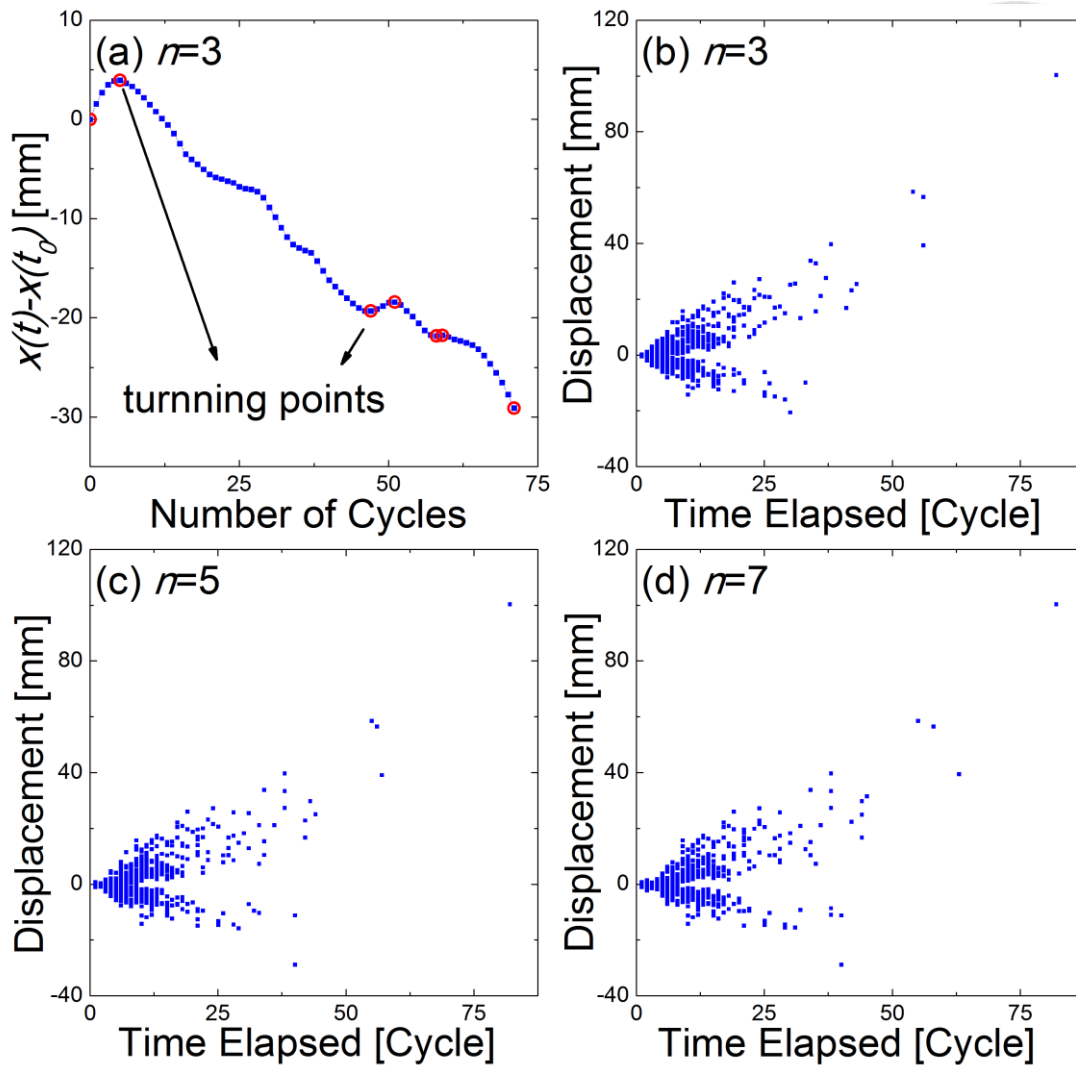 (a) n=3
10
0
-10
-20
-30
x(t)-x(t0) [mm]
turnning points
0 25 50 75
Number of Cycles
(b) n=3
120
80
40
0
-40
Displacement [mm]
0 25 50 75
Time Elapsed [Cycle]
(c) n=5
120
80
40
0
-40
Displacement [mm]
0 25 50 75
Time Elapsed [Cycle]
(d) n=7
120
80
40
0
-40
Displacement [mm]
0 25 50 75
Time Elapsed [Cycle]